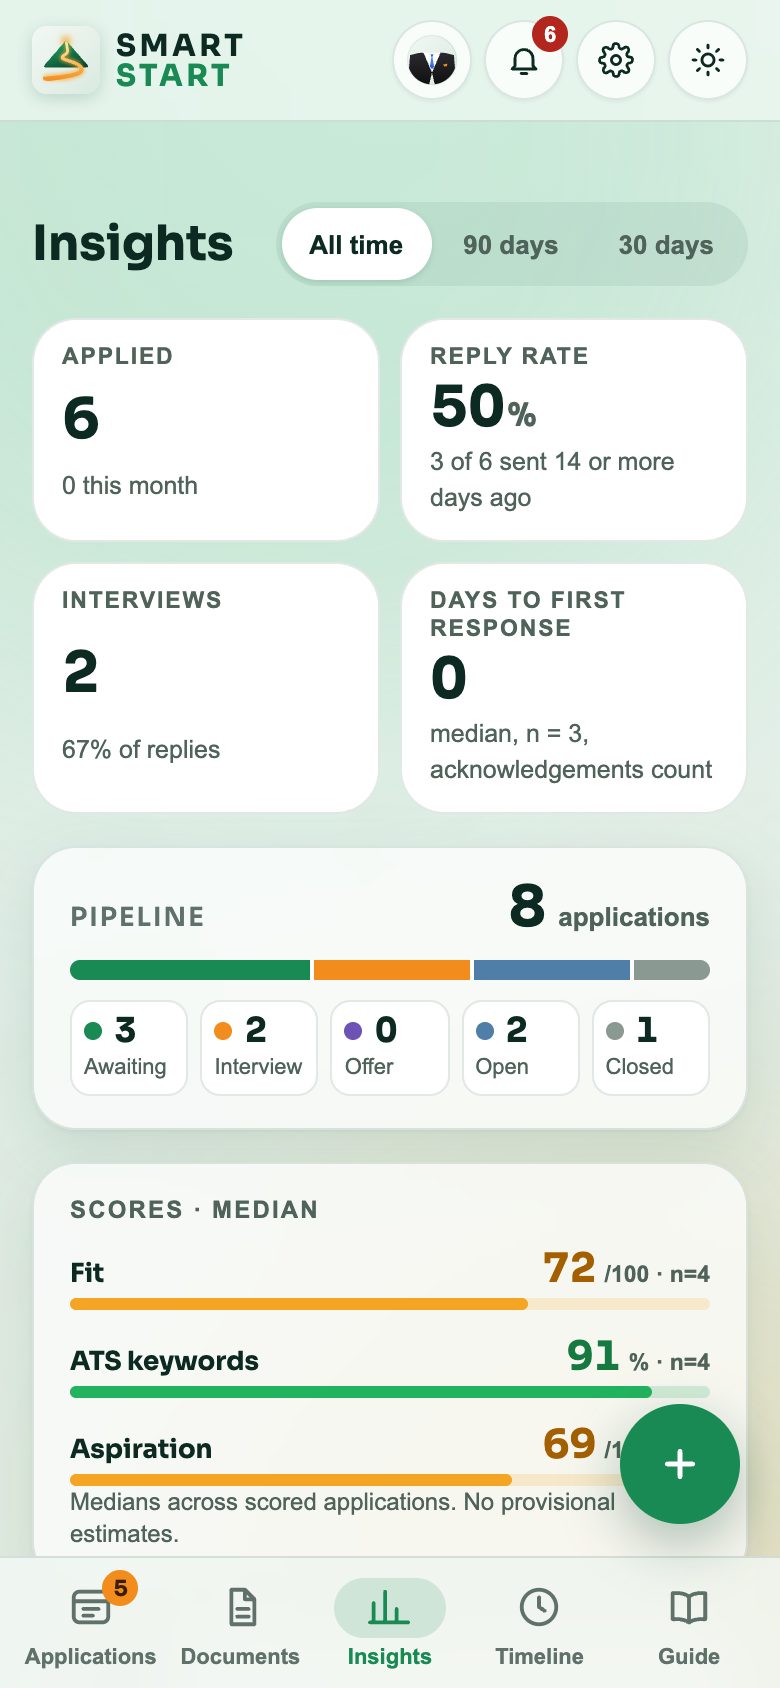 SMART
START
6
Insights
All time
90 days
30 days
APPLIED
6
0 this month
REPLY RATE
50%
3 of 6 sent 14 or more
days ago
INTERVIEWS
2
67% of replies
DAYS TO FIRST
RESPONSE
0
median, n = 3,
acknowledgements count
PIPELINE
8 applications
3
Awaiting
2
Interview
0
Offer
2
Open
1
Closed
SCORES · MEDIAN
Fit
72 /100 · n=4
ATS keywords
91 % · n=4
Aspiration
69 /1
Medians across scored applications. No provisional
estimates.
5
Applications
Documents
Insights
Timeline
Guide